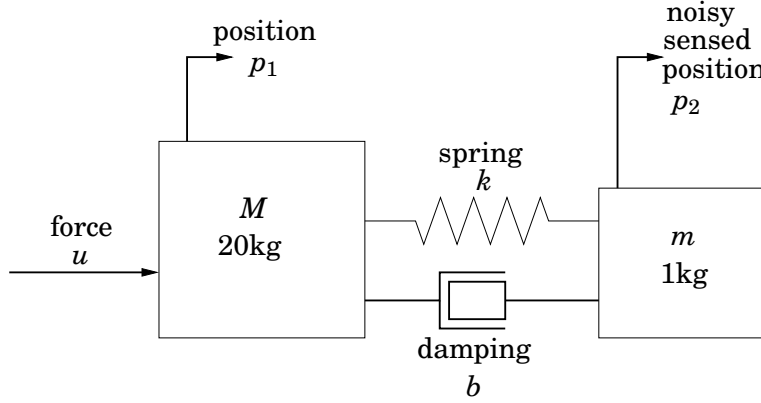 position
p1
noisy
sensed
position
p2
spring
k
M
20kg
force
u
m
1kg
damping
b